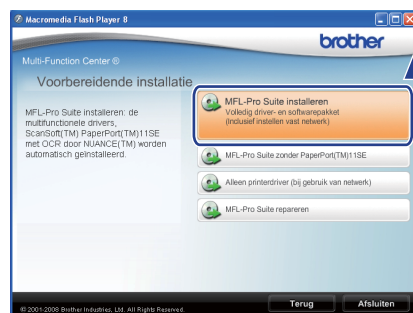 Macromedia Flash Player 8
brother
Multi-Function Center ®
Voorbereidende installatie
MFL-Pro Suite installeren: de
multifunctionele drivers,
ScanSoft(TM) PaperPort(TM)11SE
met OCR door NUANCE(TM) worden
automatisch geïnstalleerd.
MFL-Pro Suite installeren
Volledig driver- en softwarepakket
(Inclusief instellen vast netwerk)
MFL-Pro Suite zonder PaperPort(TM)11SE
Alleen printerdriver (bij gebruik van netwerk)
MFL-Pro Suite repareren
© 2001-2008 Brother Industries, Ltd. All Rights Reserved.
Terug
Afsluiten